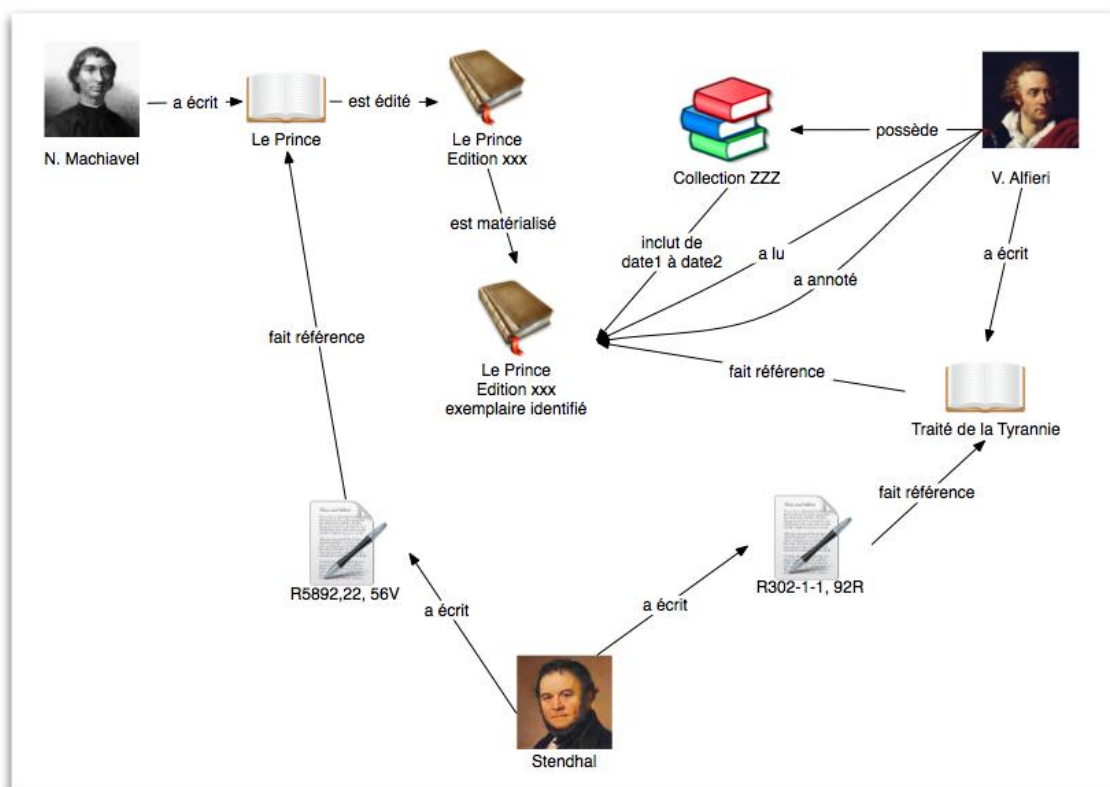 a écrit
est édité
N. Machiavel
Le Prince
Le Prince
Edition xxx
possède
Collection ZZZ
V. Alfieri
est matérialisé
inclut de
date1 à date2
a lu
a annoté
a écrit
fait référence
Le Prince
Edition xxx
exemplaire identifié
fait référence
Traité de la Tyrannie
fait référence
R5892,22, 56V
R302-1-1, 92R
a écrit
a écrit
Stendhal